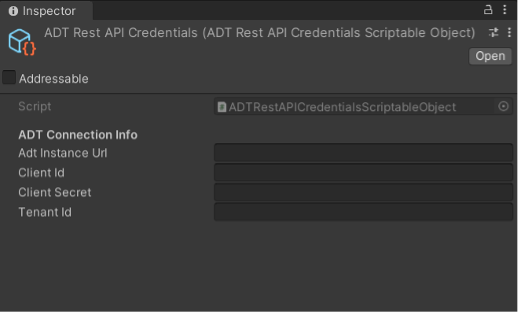 Inspector
ADT Rest API Credentials (ADT Rest API Credentials Scriptable Object)
Open
Addressable
Script ADTRestAPICredentialsScriptableObject
ADT Connection Info
Adt Instance Url
Client Id
Client Secret
Tenant Id